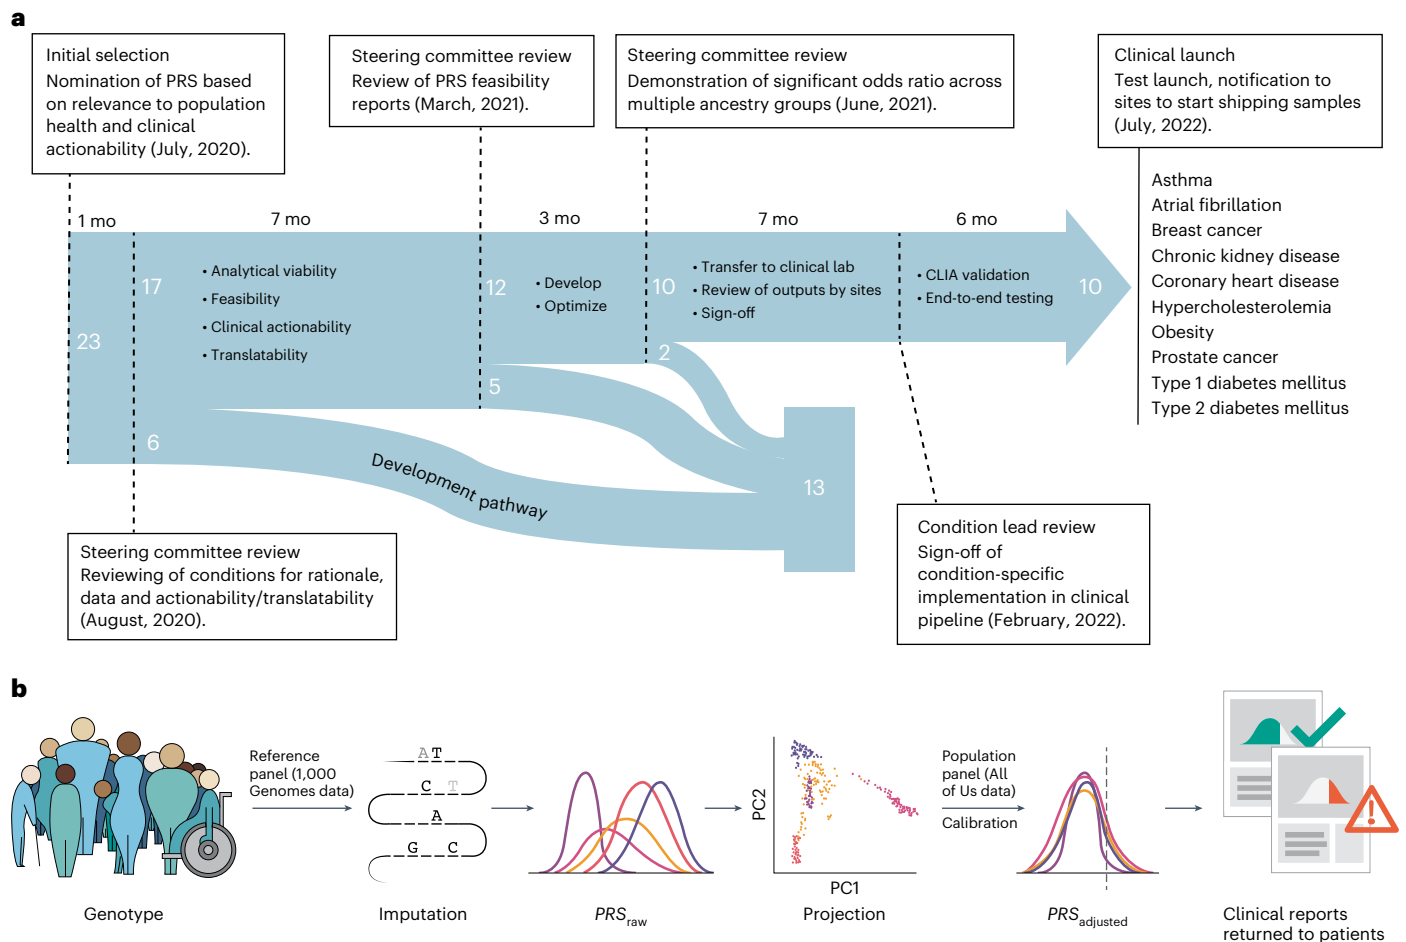 a
Initial selection
Nomination of PRS based
on relevance to population
health and clinical
actionability (July, 2020).
Steering committee review
Review of PRS feasibility
reports (March, 2021).
Steering committee review
Demonstration of significant odds ratio across
multiple ancestry groups (June, 2021).
Clinical launch
Test launch, notification to
sites to start shipping samples
(July, 2022).
1 mo
7 mo
3 mo
7 mo
6 mo
23
17
• Analytical viability
• Feasibility
• Clinical actionability
• Translatability
12
• Develop
• Optimize
10
• Transfer to clinical lab
• Review of outputs by sites
• Sign-off
• CLIA validation
• End-to-end testing
10
2
5
6
Development pathway
13
Asthma
Atrial fibrillation
Breast cancer
Chronic kidney disease
Coronary heart disease
Hypercholesterolemia
Obesity
Prostate cancer
Type 1 diabetes mellitus
Type 2 diabetes mellitus
Steering committee review
Reviewing of conditions for rationale,
data and actionability/translatability
(August, 2020).
Condition lead review
Sign-off of
condition-specific
implementation in clinical
pipeline (February, 2022).
b
Genotype
Reference
panel (1,000
Genomes data)
A T
C T
A
G C
Imputation
PRSraw
PC2
PC1
Projection
Population
panel (All
of Us data)
Calibration
PRSadjusted
Clinical reports
returned to patients